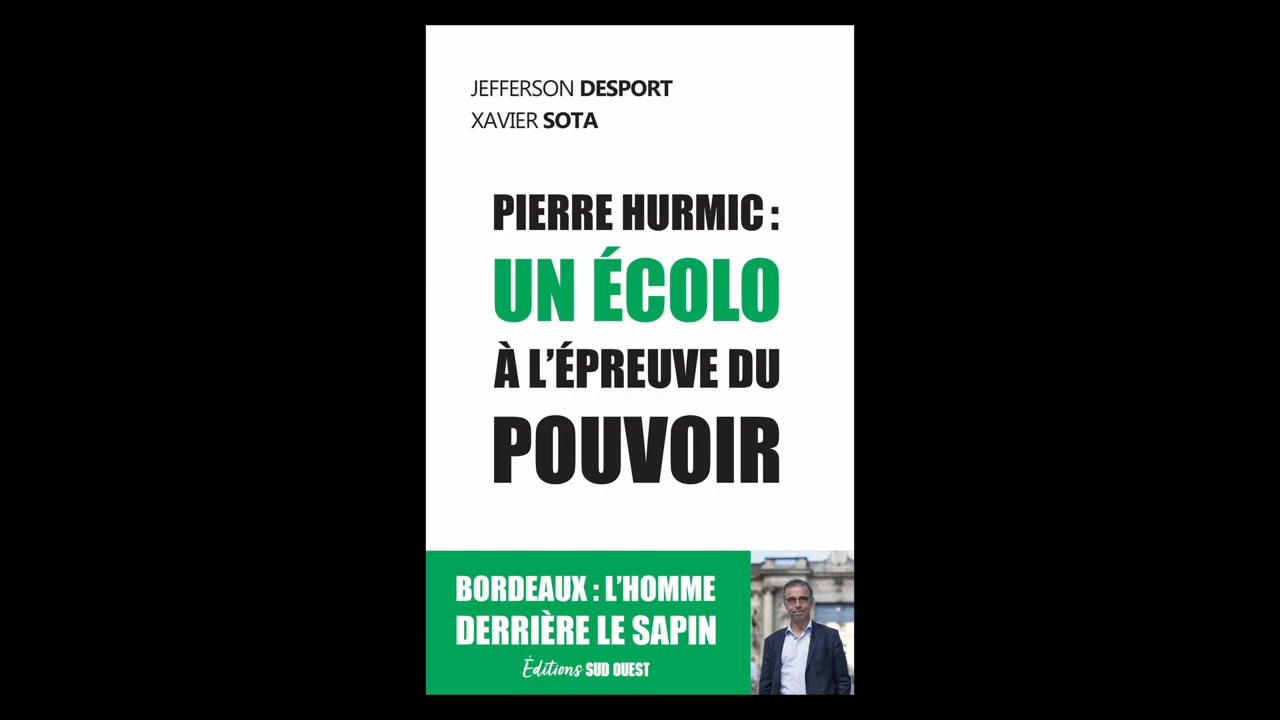 JEFFERSON DESPORT
XAVIER SOTA
PIERRE HURMIC :
UN ÉCOLO
À L'ÉPREUVE DU
POUVOIR
BORDEAUX : L'HOMME
DERRIÈRE LE SAPIN
Éditions SUD OUEST